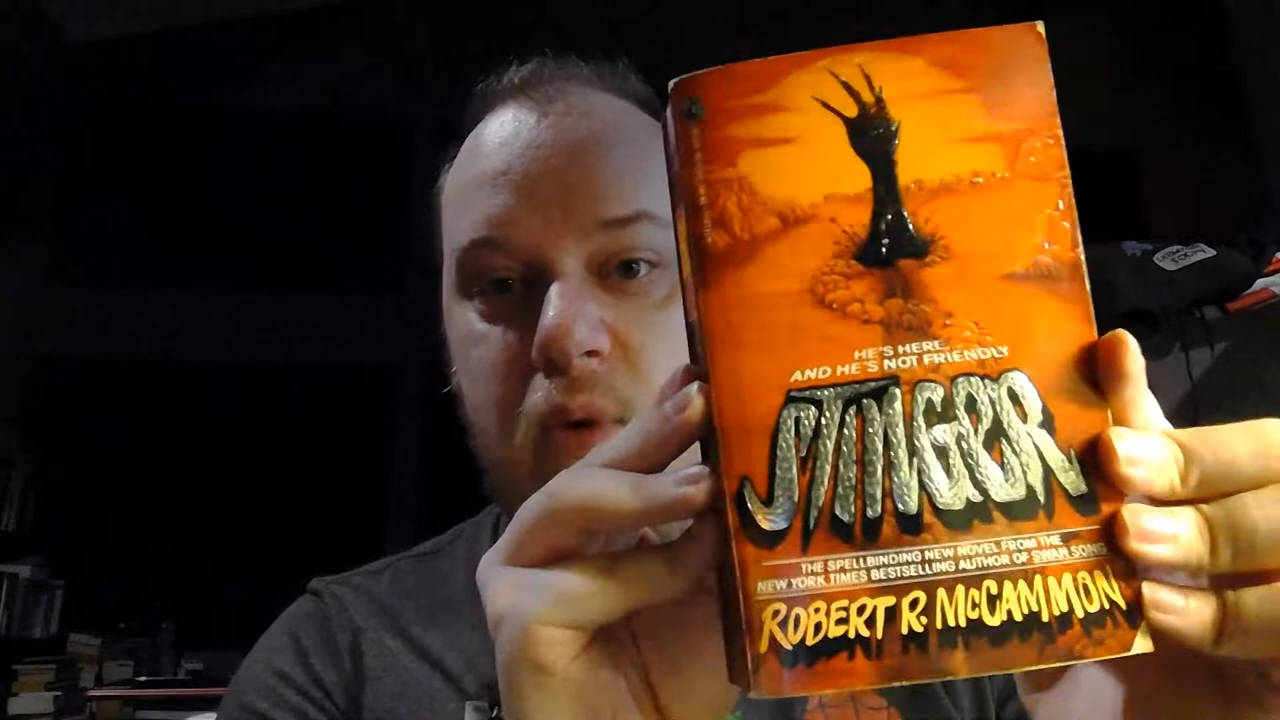 HE'S HERE...
AND HE'S NOT FRIENDLY
STINGER
THE SPELLBINDING NEW NOVEL FROM THE
NEW YORK TIMES BESTSELLING AUTHOR OF SWAN SONG
ROBERT R. McCAMMON